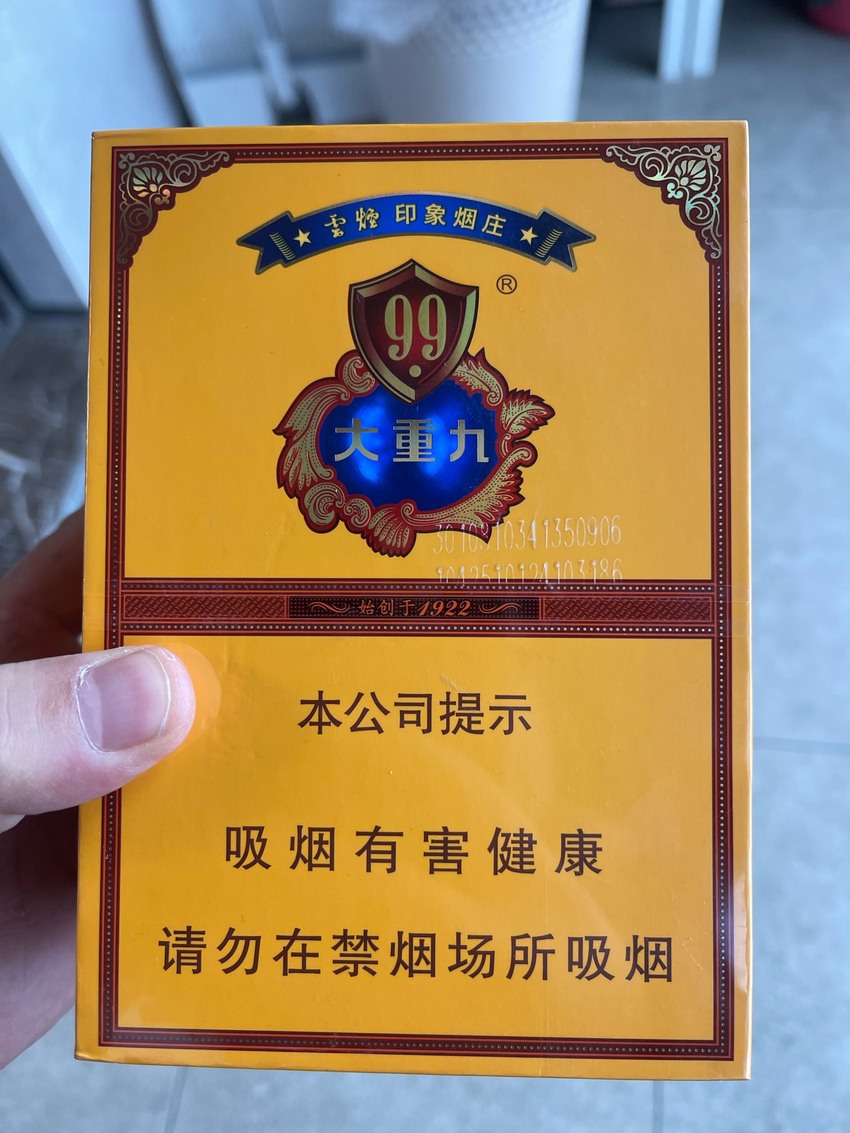 雲煙 印象烟庄
®
99
大重九
3010910341350906
始创于1922
本公司提示
吸烟有害健康
请勿在禁烟场所吸烟